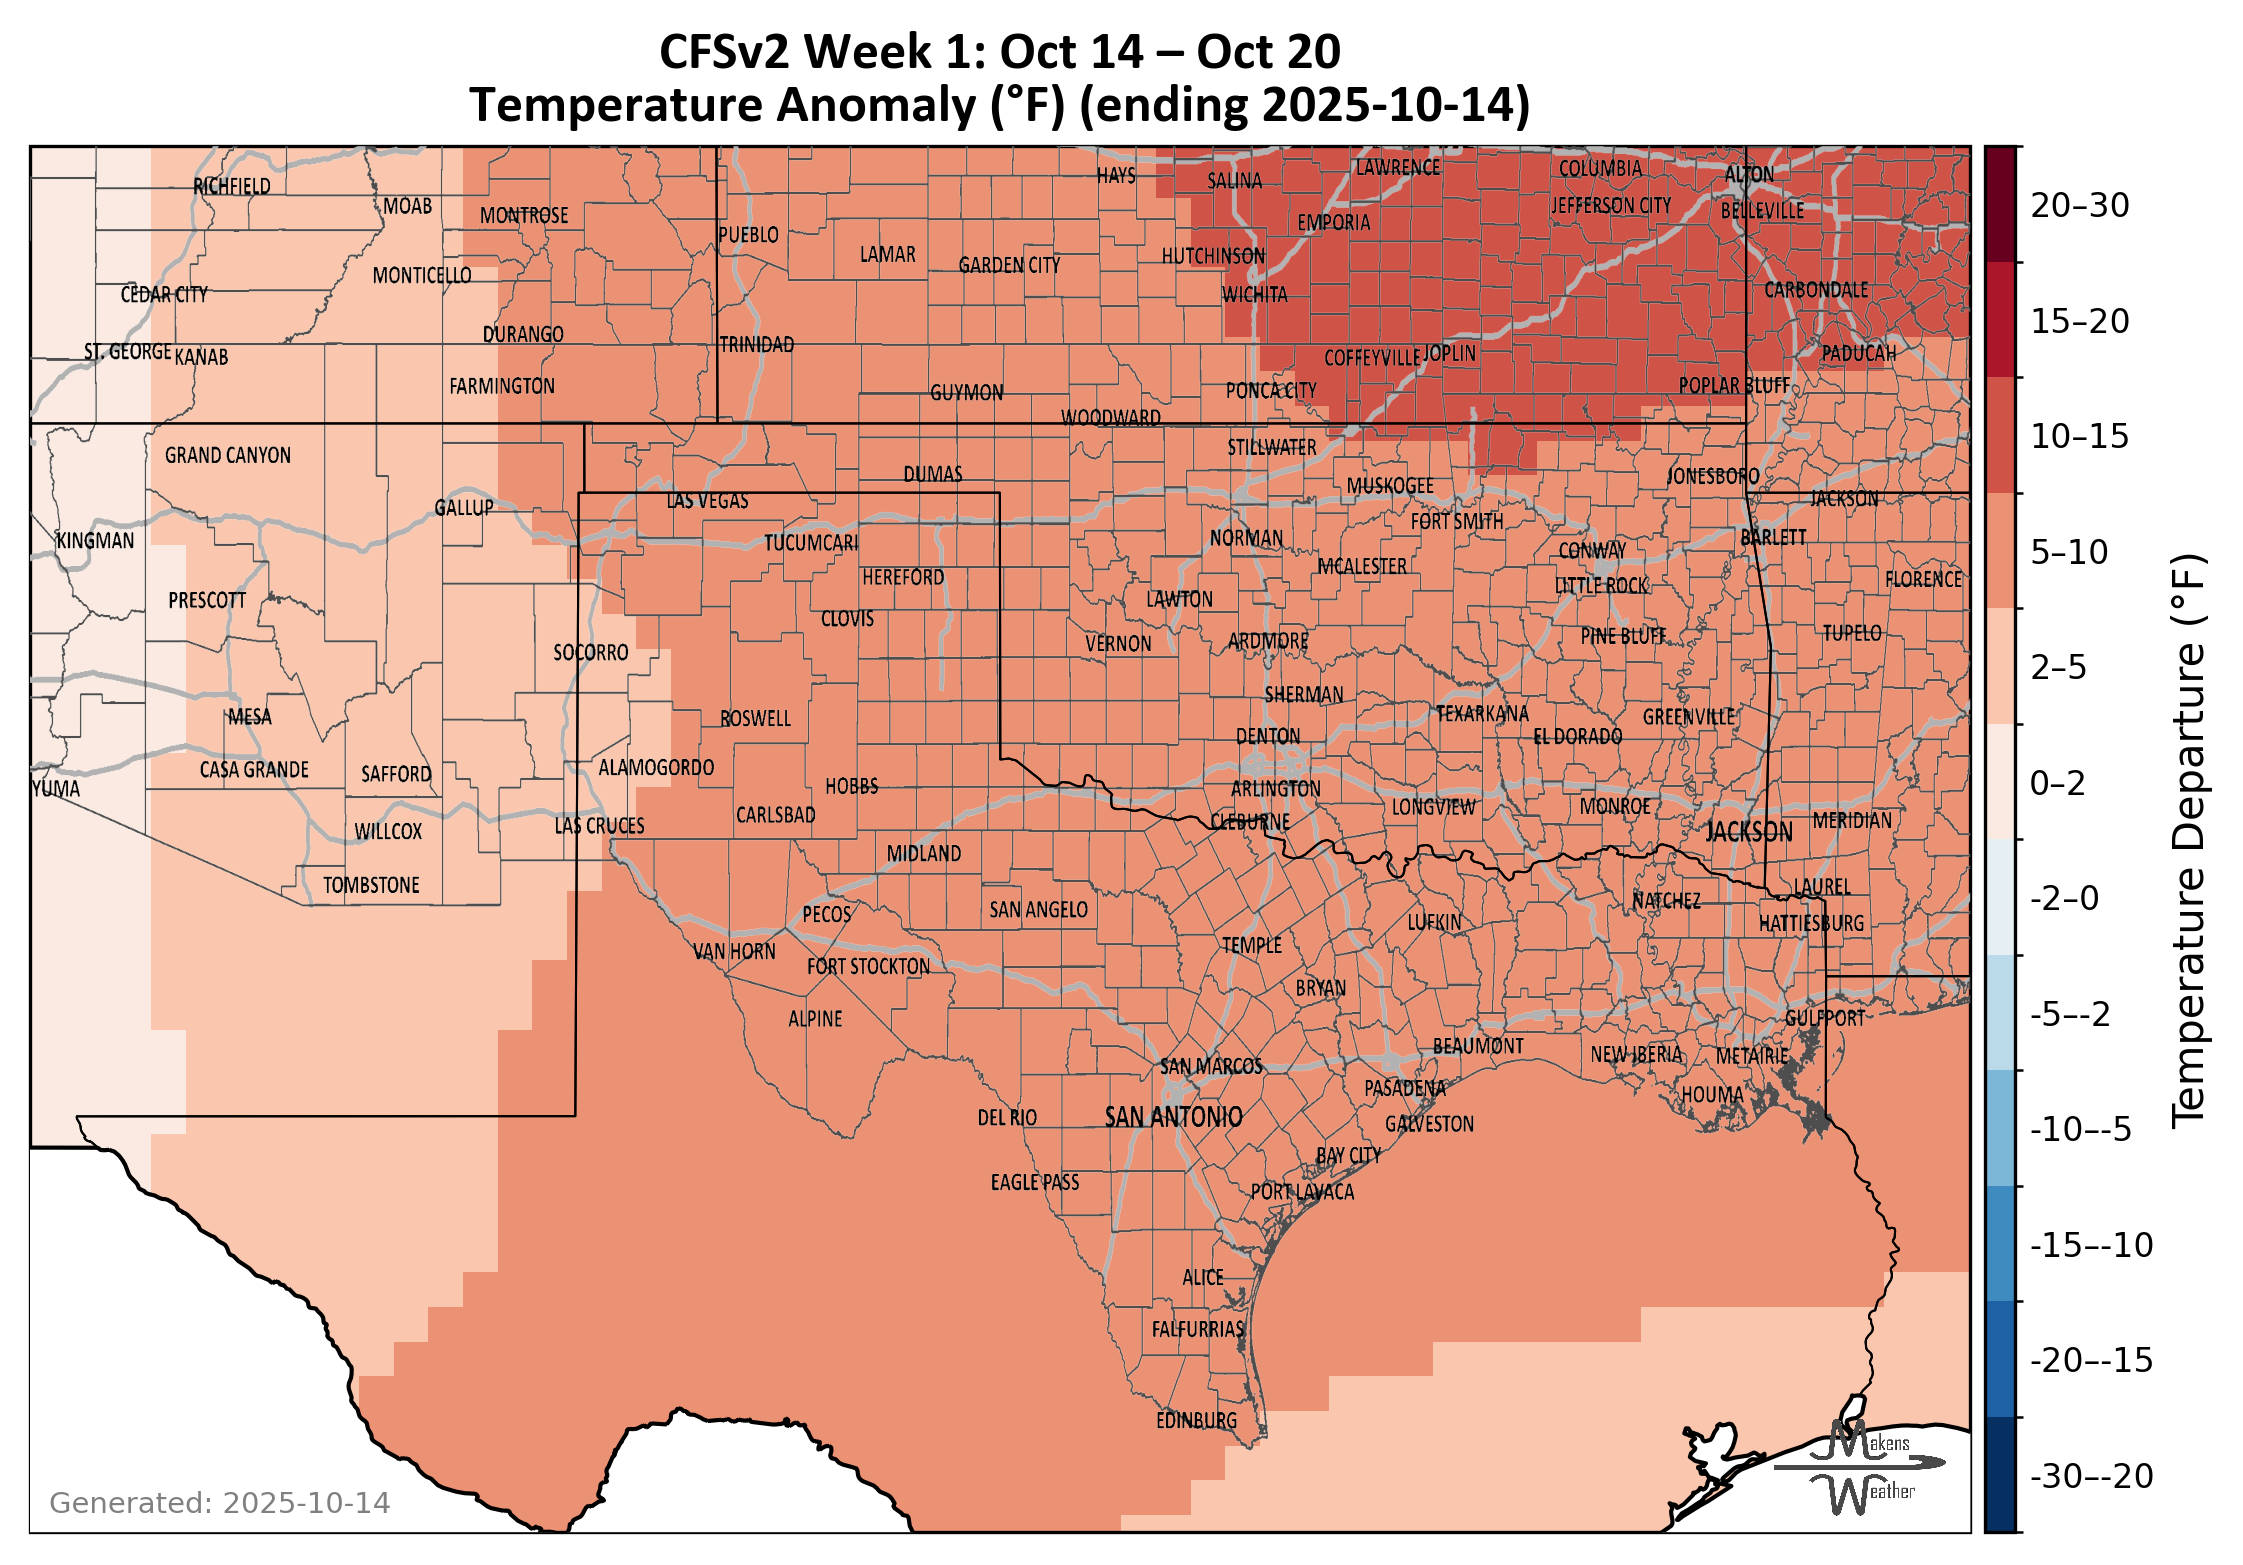 CFSv2 Week 1: Oct 14 – Oct 20
Temperature Anomaly (°F) (ending 2025-10-14)
RICHFIELD
MOAB
MONTROSE
PUEBLO
HAYS
SALINA
LAWRENCE
COLUMBIA
ALTON
LAMAR
GARDEN CITY
HUTCHINSON
EMPORIA
JEFFERSON CITY
BELLEVILLE
CEDAR CITY
MONTICELLO
WICHITA
CARBONDALE
ST. GEORGE
KANAB
DURANGO
TRINIDAD
COFFEYVILLE
JOPLIN
PADUCAH
FARMINGTON
GUYMON
WOODWARD
PONCA CITY
POPLAR BLUFF
GRAND CANYON
STILLWATER
DUMAS
JONESBORO
GALLUP
LAS VEGAS
MUSKOGEE
JACKSON
KINGMAN
TUCUMCARI
NORMAN
FORT SMITH
CONWAY
BARLETT
HEREFORD
MCALESTER
LITTLE ROCK
FLORENCE
PRESCOTT
CLOVIS
LAWTON
SOCORRO
VERNON
ARDMORE
PINE BLUFF
TUPELO
MESA
ROSWELL
SHERMAN
TEXARKANA
GREENVILLE
DENTON
EL DORADO
CASA GRANDE
SAFFORD
ALAMOGORDO
YUMA
HOBBS
ARLINGTON
LONGVIEW
MONROE
WILLCOX
LAS CRUCES
CARLSBAD
CLEBURNE
JACKSON
MERIDIAN
MIDLAND
TOMBSTONE
LAUREL
PECOS
SAN ANGELO
LUFKIN
NATCHEZ
HATTIESBURG
VAN HORN
FORT STOCKTON
TEMPLE
BRYAN
ALPINE
GULFPORT
SAN MARCOS
BEAUMONT
NEW IBERIA
METAIRIE
PASADENA
HOUMA
DEL RIO
SAN ANTONIO
GALVESTON
BAY CITY
EAGLE PASS
PORT LAVACA
ALICE
FALFURRIAS
EDINBURG
Makens
Weather
Generated: 2025-10-14
20–30
15–20
10–15
5–10
2–5
0–2
-2–0
-5–-2
-10–-5
-15–-10
-20–-15
-30–-20
Temperature Departure (°F)